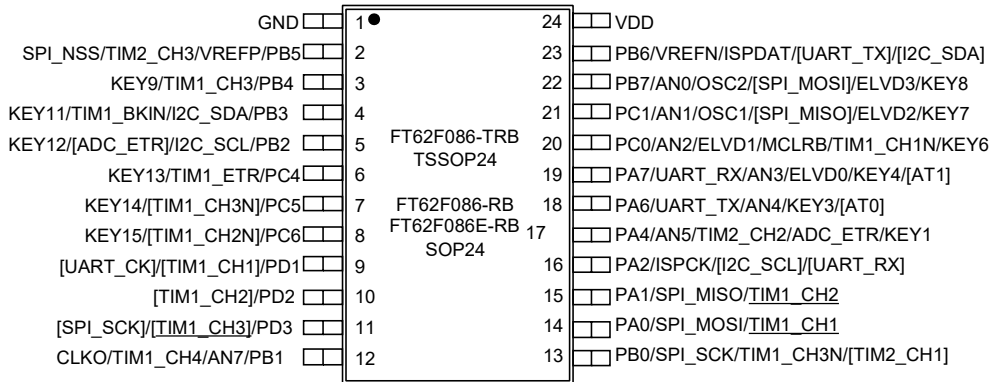 GND 1 24 VDD
SPI_NSS/TIM2_CH3/VREFP/PB5 2 23 PB6/VREFN/ISPDAT/[UART_TX]/[I2C_SDA]
KEY9/TIM1_CH3/PB4 3 22 PB7/AN0/OSC2/[SPI_MOSI]/ELVD3/KEY8
KEY11/TIM1_BKIN/I2C_SDA/PB3 4 21 PC1/AN1/OSC1/[SPI_MISO]/ELVD2/KEY7
KEY12/[ADC_ETR]/I2C_SCL/PB2 5 FT62F086-TRB 20 PC0/AN2/ELVD1/MCLRB/TIM1_CH1N/KEY6
TSSOP24
KEY13/TIM1_ETR/PC4 6 19 PA7/UART_RX/AN3/ELVD0/KEY4/[AT1]
KEY14/[TIM1_CH3N]/PC5 7 FT62F086-RB 18 PA6/UART_TX/AN4/KEY3/[AT0]
KEY15/[TIM1_CH2N]/PC6 8 FT62F086E-RB 17 PA4/AN5/TIM2_CH2/ADC_ETR/KEY1
SOP24
[UART_CK]/[TIM1_CH1]/PD1 9 16 PA2/ISPCK/[I2C_SCL]/[UART_RX]
[TIM1_CH2]/PD2 10 15 PA1/SPI_MISO/TIM1_CH2
[SPI_SCK]/[TIM1_CH3]/PD3 11 14 PA0/SPI_MOSI/TIM1_CH1
CLKO/TIM1_CH4/AN7/PB1 12 13 PB0/SPI_SCK/TIM1_CH3N/[TIM2_CH1]